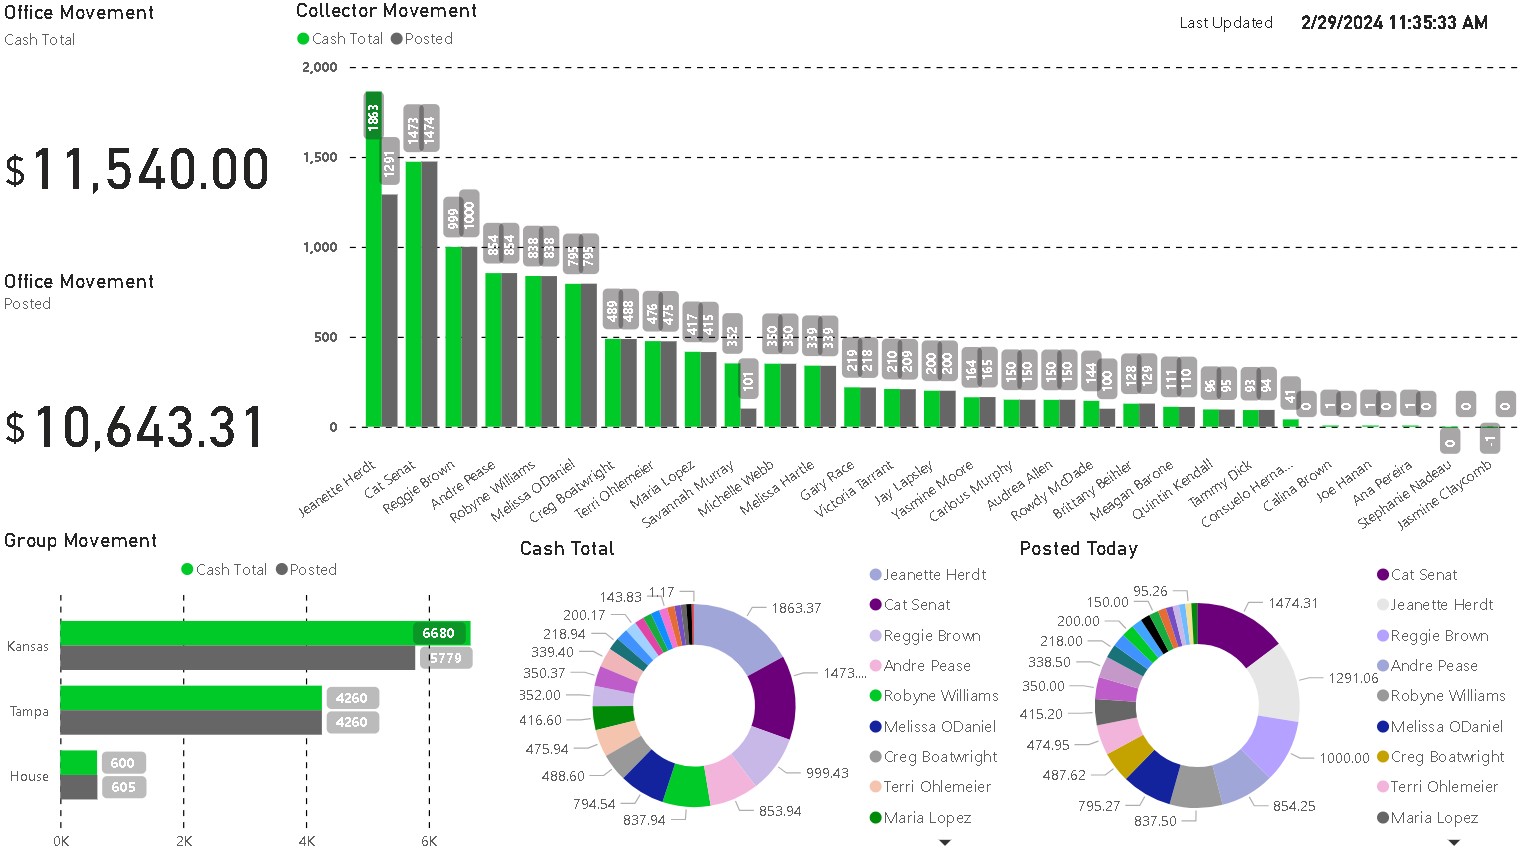 Office Movement
Cash Total
$11,540.00
Office Movement
Posted
$10,643.31
Collector Movement
Cash Total Posted
Last Updated 2/29/2024 11:35:33 AM
2,000
1,500
1,000
500
0
1863 1291
1473 1474
999 1000
854 854
838 838
795 795
489 488
476 475
417 415
352 101
350 350
339 339
219 218
210 209
200 200
164 165
150 150
150 150
144 100
128 129
111 110
96 95
93 94
41 0
1 0
1 0
1 0
0 0
-1 0
Jeanette Herdt
Cat Senat
Reggie Brown
Andre Pease
Robyne Williams
Melissa ODaniel
Creg Boatwright
Terri Ohlemeier
Maria Lopez
Savannah Murray
Michelle Webb
Melissa Hartle
Gary Race
Victoria Tarrant
Jay Lapsley
Yasmine Moore
Carlous Murphy
Audrea Allen
Rowdy McDade
Brittany Beihler
Meagan Barone
Quintin Kendall
Tammy Dick
Consuelo Herna...
Calina Brown
Joe Hanan
Ana Pereira
Stephanie Nadeau
Jasmine Claycomb
Group Movement
Cash Total Posted
Kansas
6680
5779
Tampa
4260
4260
House
600
605
0K 2K 4K 6K
Cash Total
1863.37
1473....
999.43
853.94
837.94
794.54
488.60
475.94
416.60
352.00
350.37
339.40
218.94
200.17
143.83
1.17
Jeanette Herdt
Cat Senat
Reggie Brown
Andre Pease
Robyne Williams
Melissa ODaniel
Creg Boatwright
Terri Ohlemeier
Maria Lopez
Posted Today
1474.31
1291.06
1000.00
854.25
837.50
795.27
487.62
474.95
415.20
350.00
338.50
218.00
200.00
150.00
95.26
Cat Senat
Jeanette Herdt
Reggie Brown
Andre Pease
Robyne Williams
Melissa ODaniel
Creg Boatwright
Terri Ohlemeier
Maria Lopez